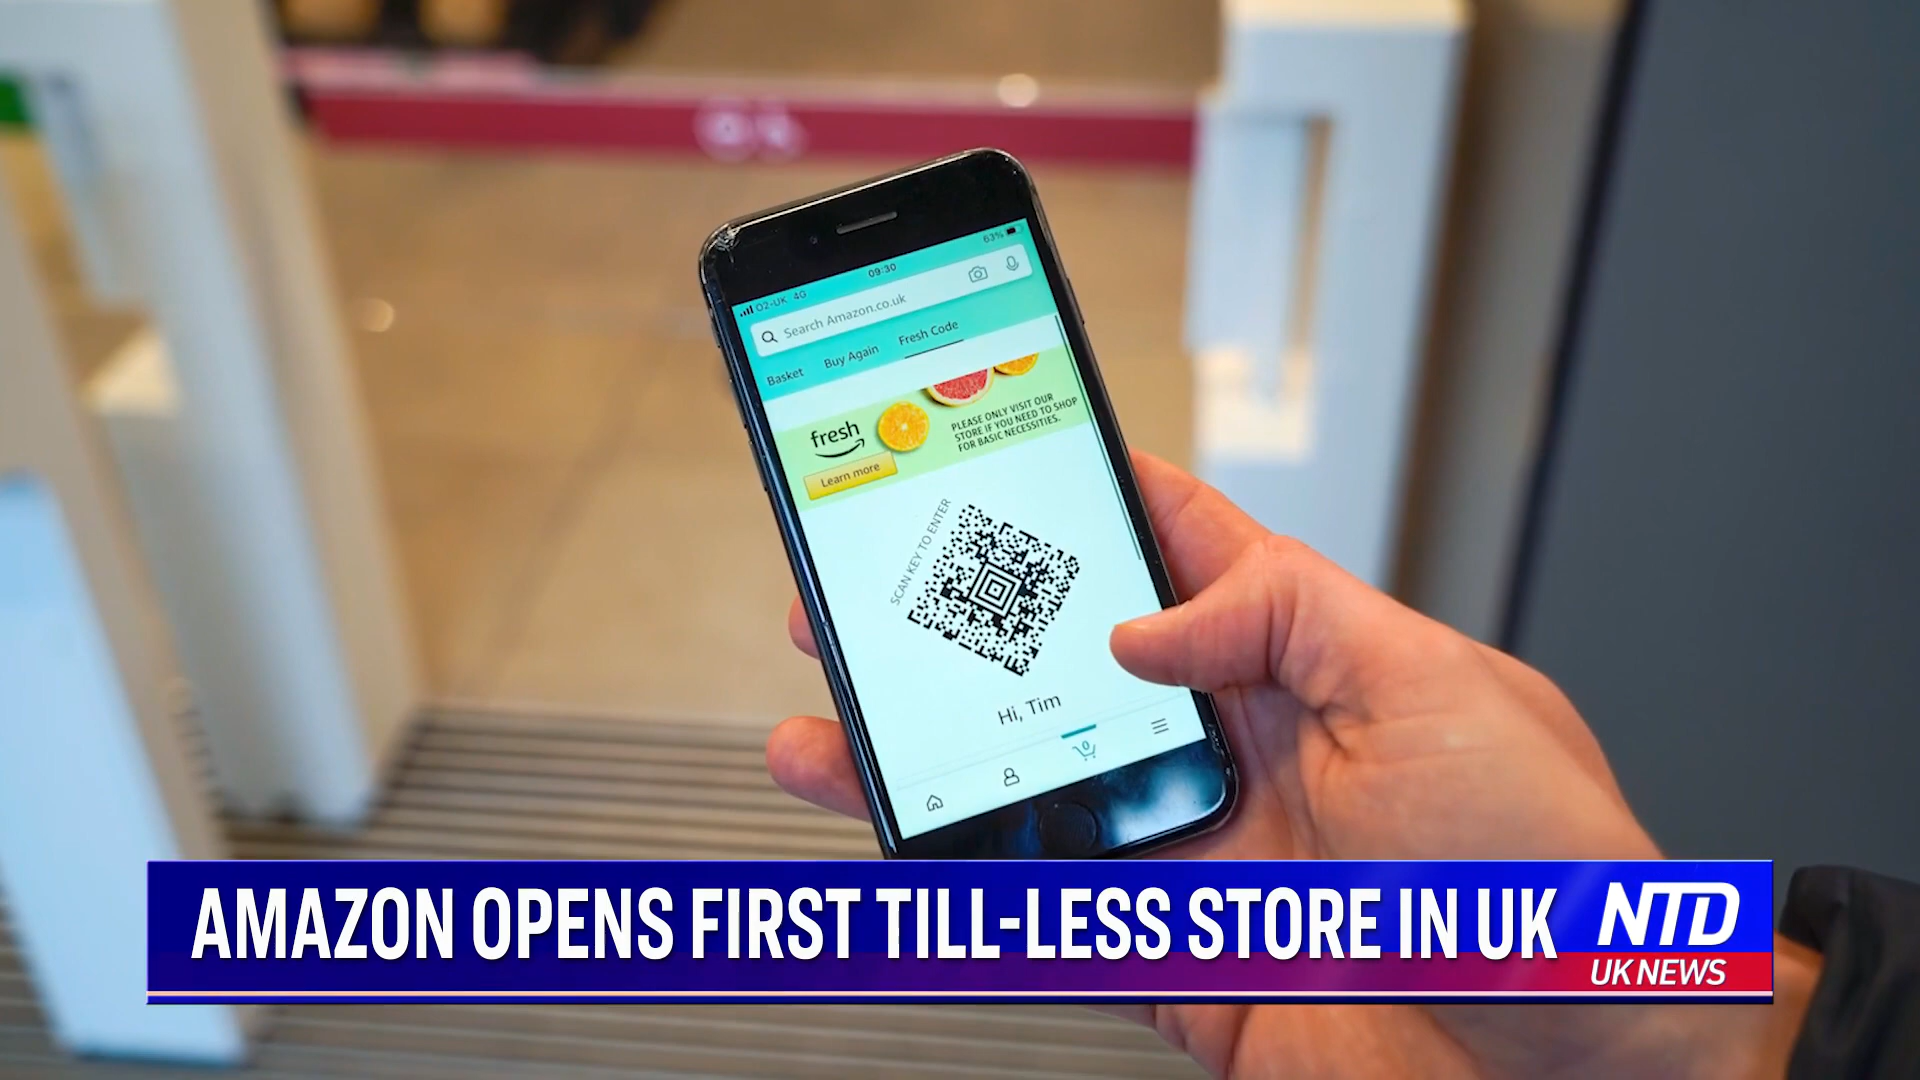 O2-UK 4G
09:30
63%
Search Amazon.co.uk
Basket
Buy Again
Fresh Code
fresh
Learn more
PLEASE ONLY VISIT OUR
STORE IF YOU NEED TO SHOP
FOR BASIC NECESSITIES.
SCAN KEY TO ENTER
Hi, Tim
0
AMAZON OPENS FIRST TILL-LESS STORE IN UK
NTD
UK NEWS